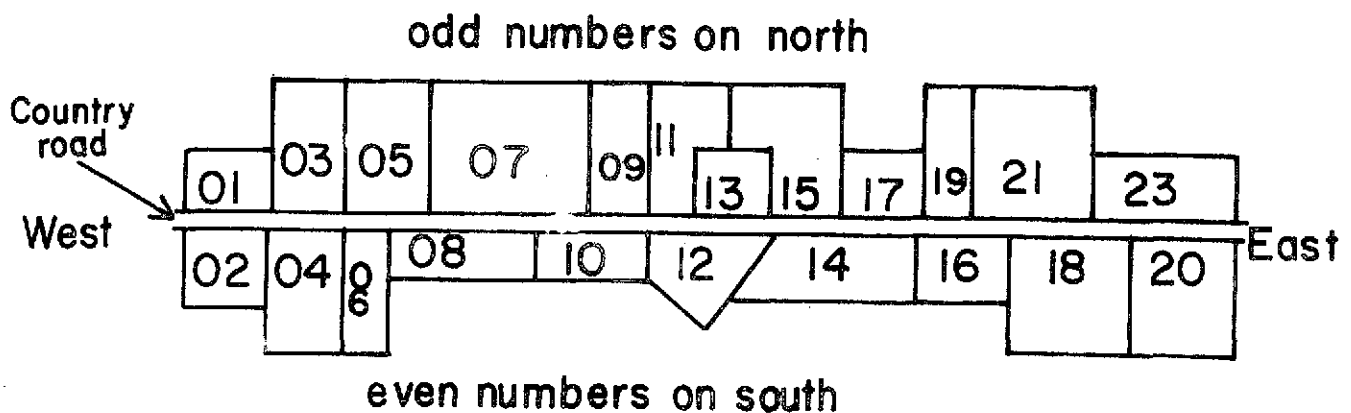 odd numbers on north
Country
road
01 03 05 07 09 11 13 15 17 19 21 23
West
East
02 04 06 08 10 12 14 16 18 20
even numbers on south